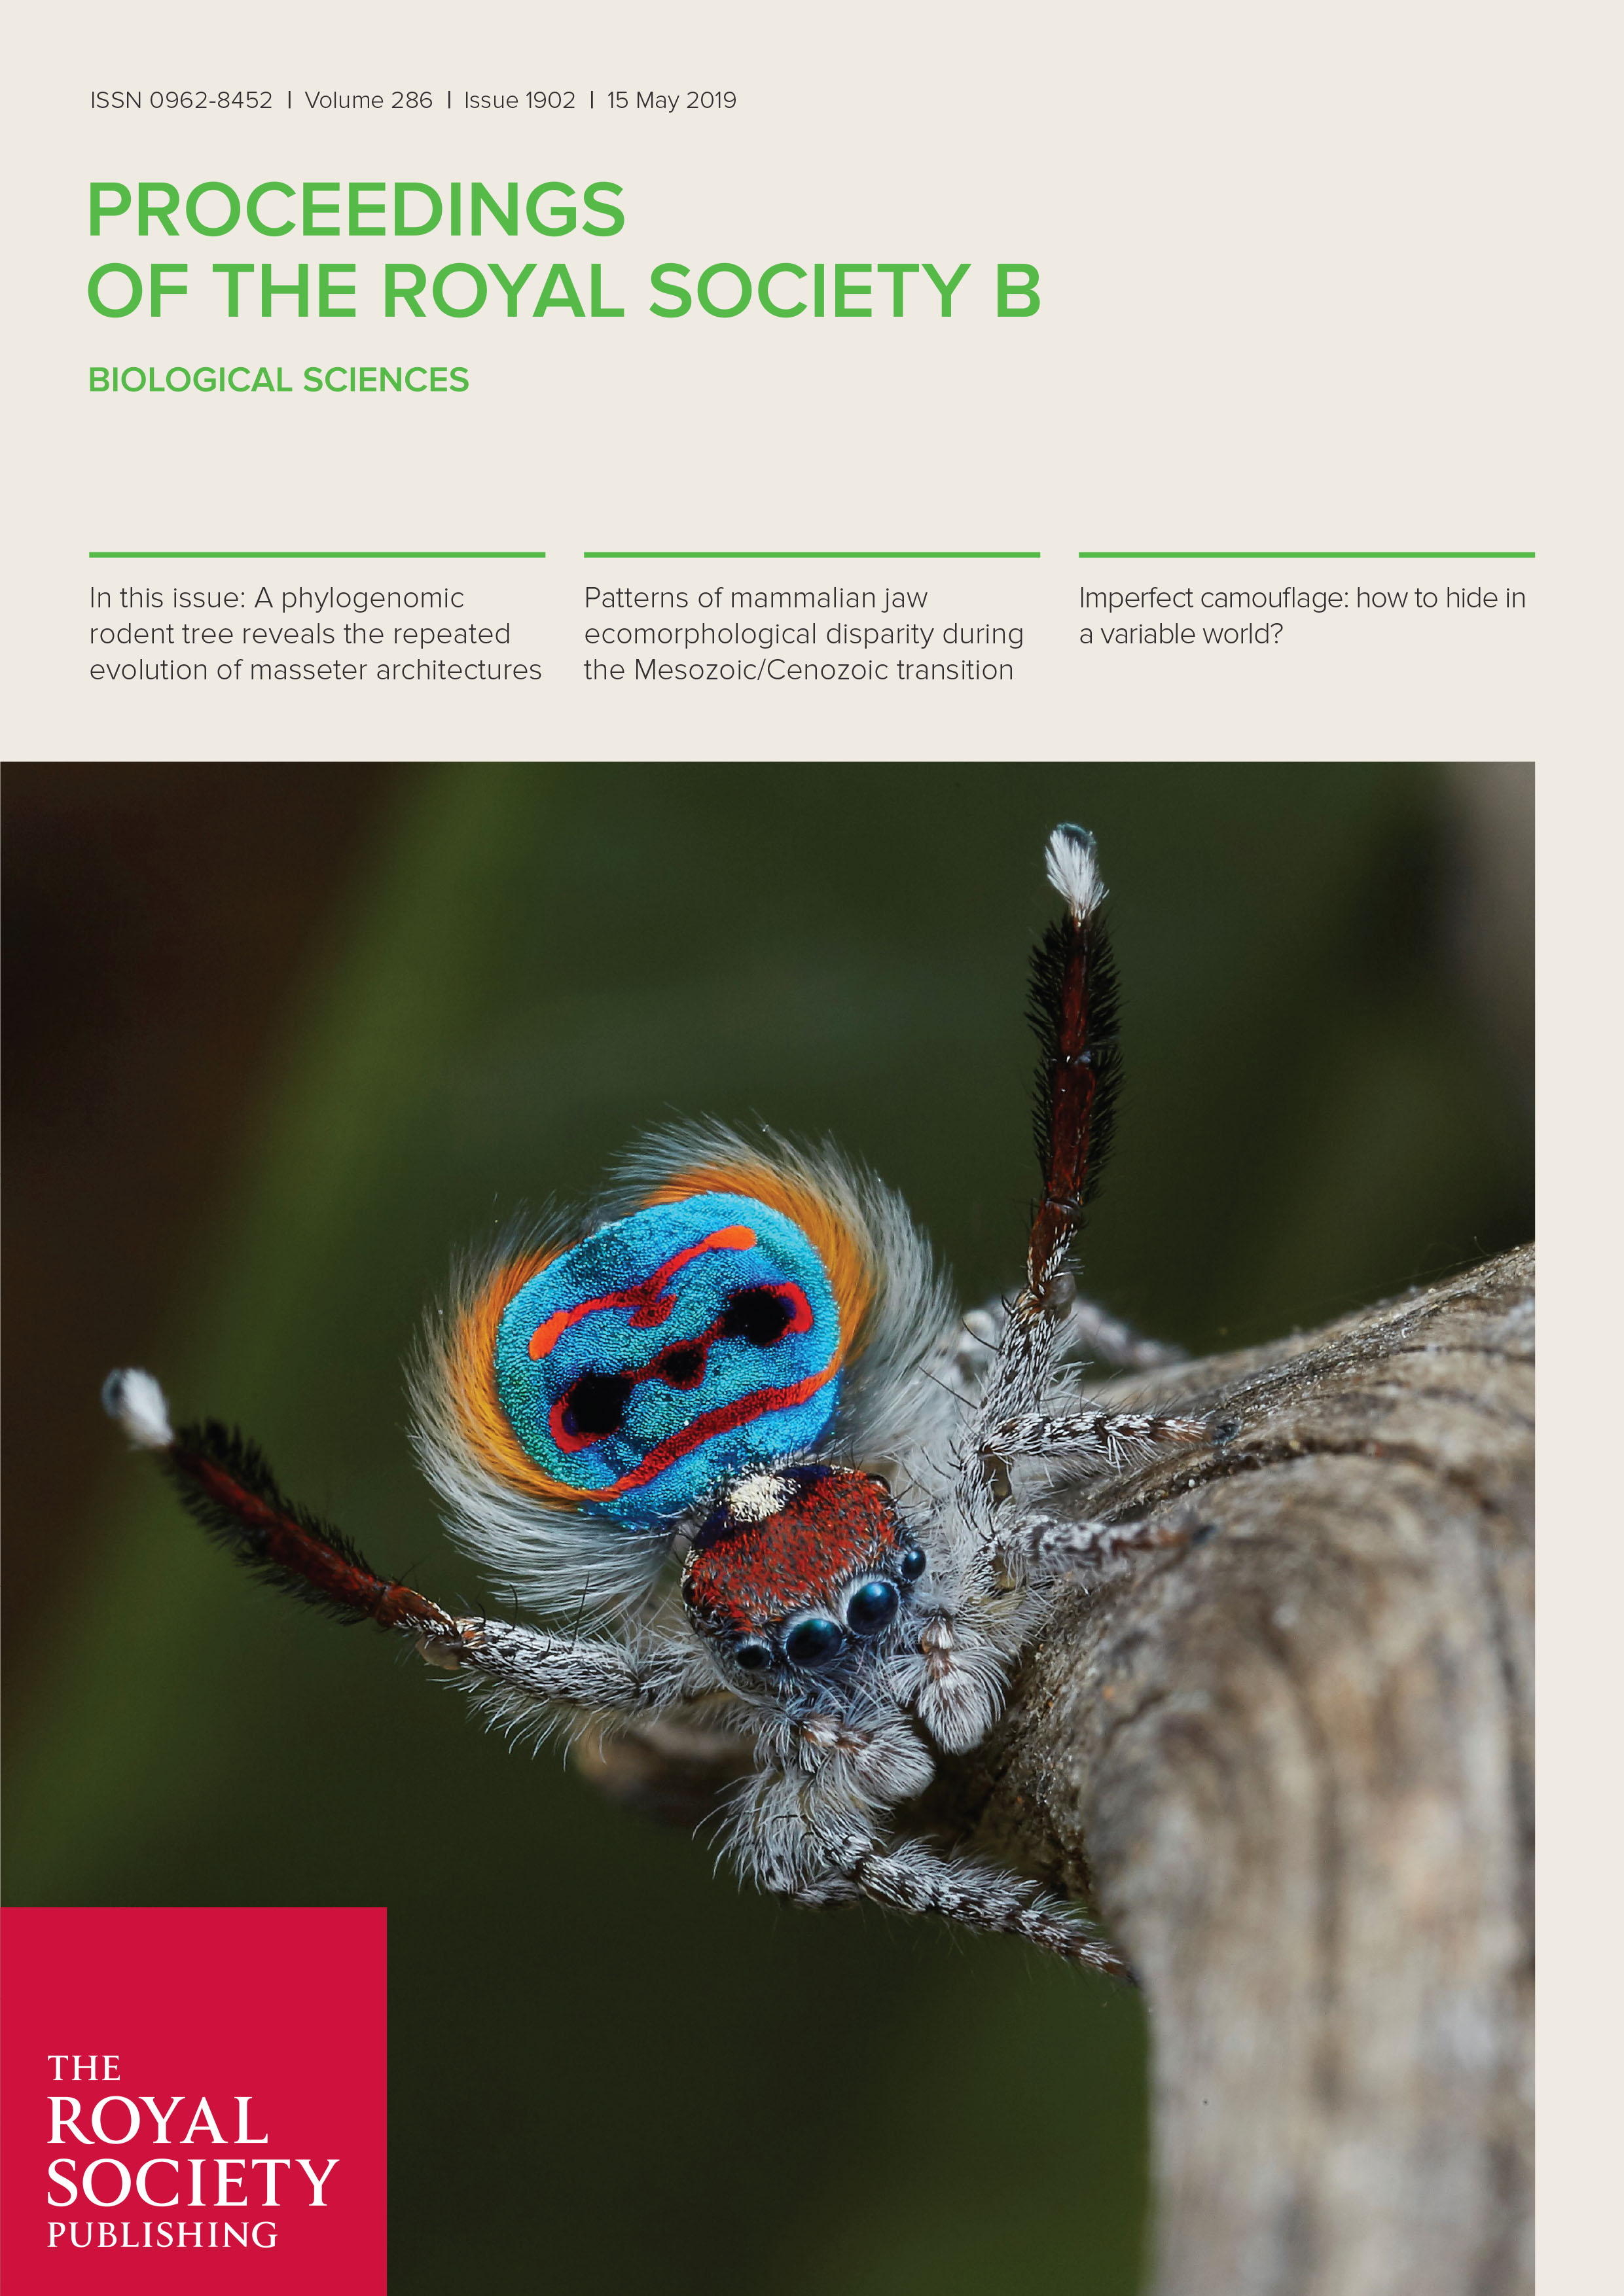 ISSN 0962-8452 | Volume 286 | Issue 1902 | 15 May 2019
PROCEEDINGS
OF THE ROYAL SOCIETY B
BIOLOGICAL SCIENCES
In this issue: A phylogenomic
rodent tree reveals the repeated
evolution of masseter architectures
Patterns of mammalian jaw
ecomorphological disparity during
the Mesozoic/Cenozoic transition
Imperfect camouflage: how to hide in
a variable world?
THE
ROYAL
SOCIETY
PUBLISHING